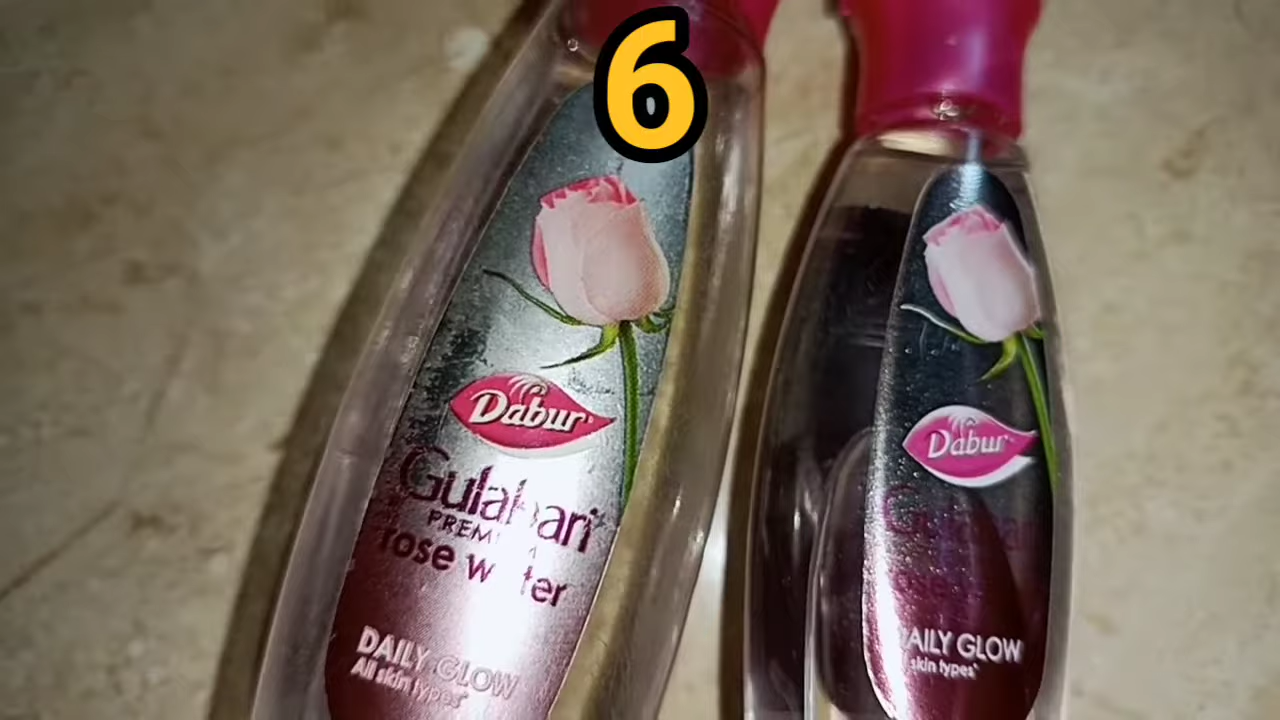 6
Dabur
Gulabari
PREMIUM
rose water
DAILY GLOW
All skin types*
Dabur
DAILY GLOW
skin types*